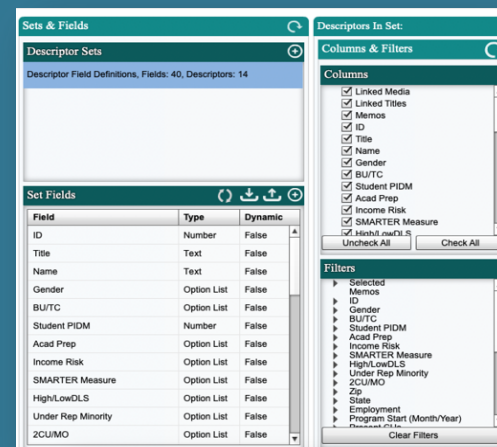 Sets & Fields
Descriptor Sets
Descriptor Field Definitions, Fields: 40, Descriptors: 14
Set Fields
Field Type Dynamic
ID Number False
Title Text False
Name Text False
Gender Option List False
BU/TC Option List False
Student PIDM Number False
Acad Prep Option List False
Income Risk Option List False
SMARTER Measure Option List False
High/LowDLS Option List False
Under Rep Minority Option List False
2CU/MO Option List False
Descriptors In Set:
Columns & Filters
Columns
Linked Media
Linked Titles
Memos
ID
Title
Name
Gender
BU/TC
Student PIDM
Acad Prep
Income Risk
SMARTER Measure
High/LowDLS
Uncheck All Check All
Filters
Selected
Memos
ID
Gender
BU/TC
Student PIDM
Acad Prep
Income Risk
SMARTER Measure
High/LowDLS
Under Rep Minority
2CU/MO
Zip
State
Employment
Program Start (Month/Year)
Clear Filters